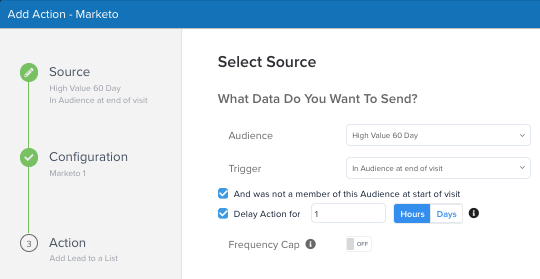 Add Action - Marketo
Source
High Value 60 Day
In Audience at end of visit
Configuration
Marketo 1
3
Action
Add Lead to a List
Select Source
What Data Do You Want To Send?
Audience
High Value 60 Day
Trigger
In Audience at end of visit
And was not a member of this Audience at start of visit
Delay Action for 1 Hours Days
Frequency Cap OFF